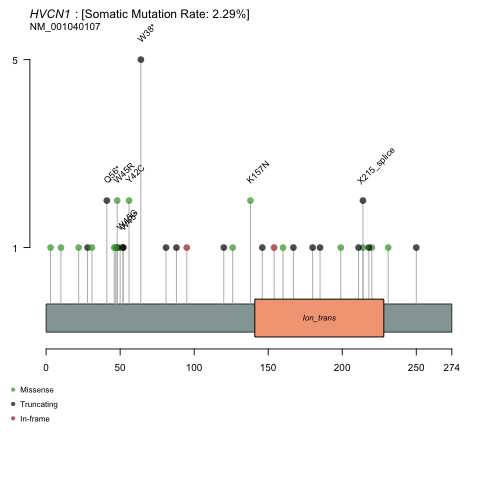 HVCN1 : [Somatic Mutation Rate: 2.29%]
NM_001040107
W38*
5
Q56*
W45R
Y42C
K157N
X215_splice
1
Ion_trans
0
50
100
150
200
250
274
Missense
Truncating
In-frame